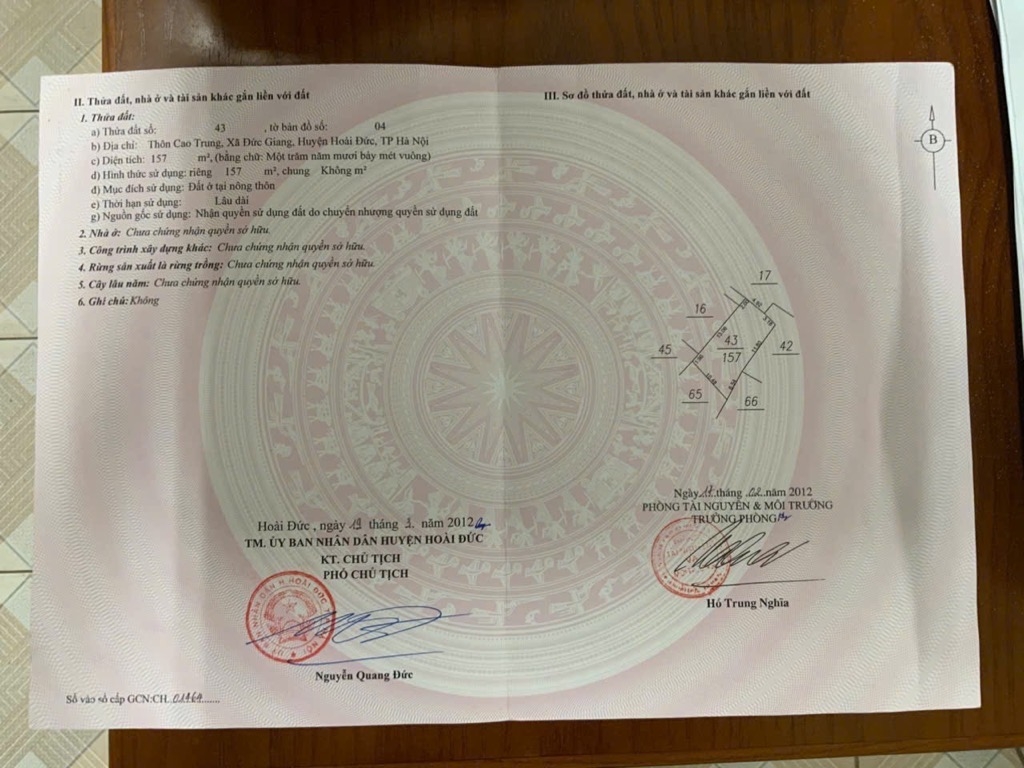 II. Thửa đất, nhà ở và tài sản khác gắn liền với đất
1. Thửa đất:
a) Thửa đất số: 43 , tờ bản đồ số: 04
b) Địa chỉ: Thôn Cao Trung, Xã Đức Giang, Huyện Hoài Đức, TP Hà Nội
c) Diện tích: 157 m², (bằng chữ: Một trăm năm mươi bảy mét vuông)
d) Hình thức sử dụng: riêng 157 m², chung Không m²
đ) Mục đích sử dụng: Đất ở tại nông thôn
e) Thời hạn sử dụng: Lâu dài
g) Nguồn gốc sử dụng: Nhận quyền sử dụng đất do chuyển nhượng quyền sử dụng đất
2. Nhà ở: Chưa chứng nhận quyền sở hữu.
3. Công trình xây dựng khác: Chưa chứng nhận quyền sở hữu.
4. Rừng sản xuất là rừng trồng: Chưa chứng nhận quyền sở hữu.
5. Cây lâu năm: Chưa chứng nhận quyền sở hữu.
6. Ghi chú: Không
Hoài Đức , ngày 19 tháng 3. năm 2012
TM. ỦY BAN NHÂN DÂN HUYỆN HOÀI ĐỨC
KT. CHỦ TỊCH
PHÓ CHỦ TỊCH
Nguyễn Quang Đức
Số vào sổ cấp GCN:CH.01464.......
III. Sơ đồ thửa đất, nhà ở và tài sản khác gắn liền với đất
B
17
16
43
157
42
45
65
66
Ngày tháng .02.năm 2012
PHÒNG TÀI NGUYÊN & MÔI TRƯỜNG
TRƯỞNG PHÒNG
Hồ Trung Nghĩa